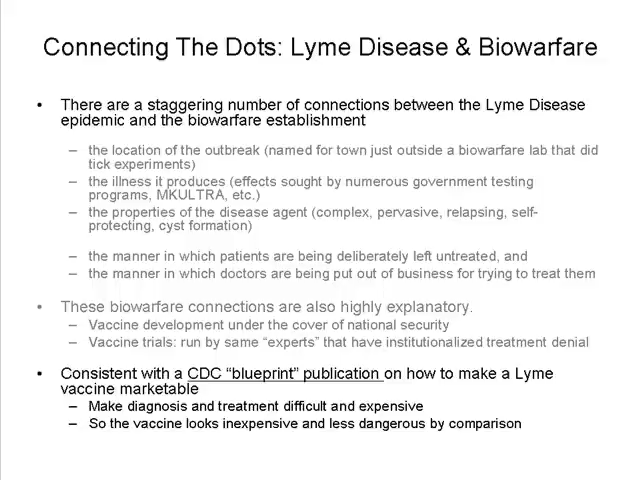 Connecting The Dots: Lyme Disease & Biowarfare
• There are a staggering number of connections between the Lyme Disease
epidemic and the biowarfare establishment
– the location of the outbreak (named for town just outside a biowarfare lab that did
tick experiments)
– the illness it produces (effects sought by numerous government testing
programs, MKULTRA, etc.)
– the properties of the disease agent (complex, pervasive, relapsing, self-
protecting, cyst formation)
– the manner in which patients are being deliberately left untreated, and
– the manner in which doctors are being put out of business for trying to treat them
• These biowarfare connections are also highly explanatory.
– Vaccine development under the cover of national security
– Vaccine trials: run by same “experts” that have institutionalized treatment denial
• Consistent with a CDC “blueprint” publication on how to make a Lyme
vaccine marketable
– Make diagnosis and treatment difficult and expensive
– So the vaccine looks inexpensive and less dangerous by comparison